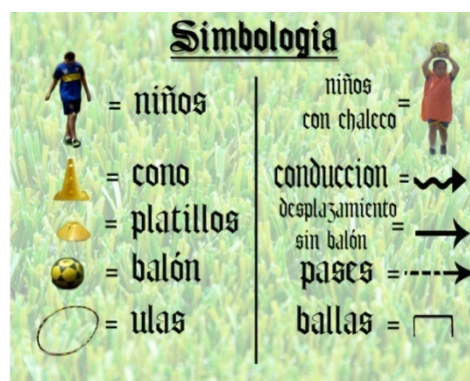 Simbologia
= niños
= cono
= platillos
= balón
= ulas
niños
con chaleco =
conduccion =
desplazamiento
sin balón =
pases =
ballas =